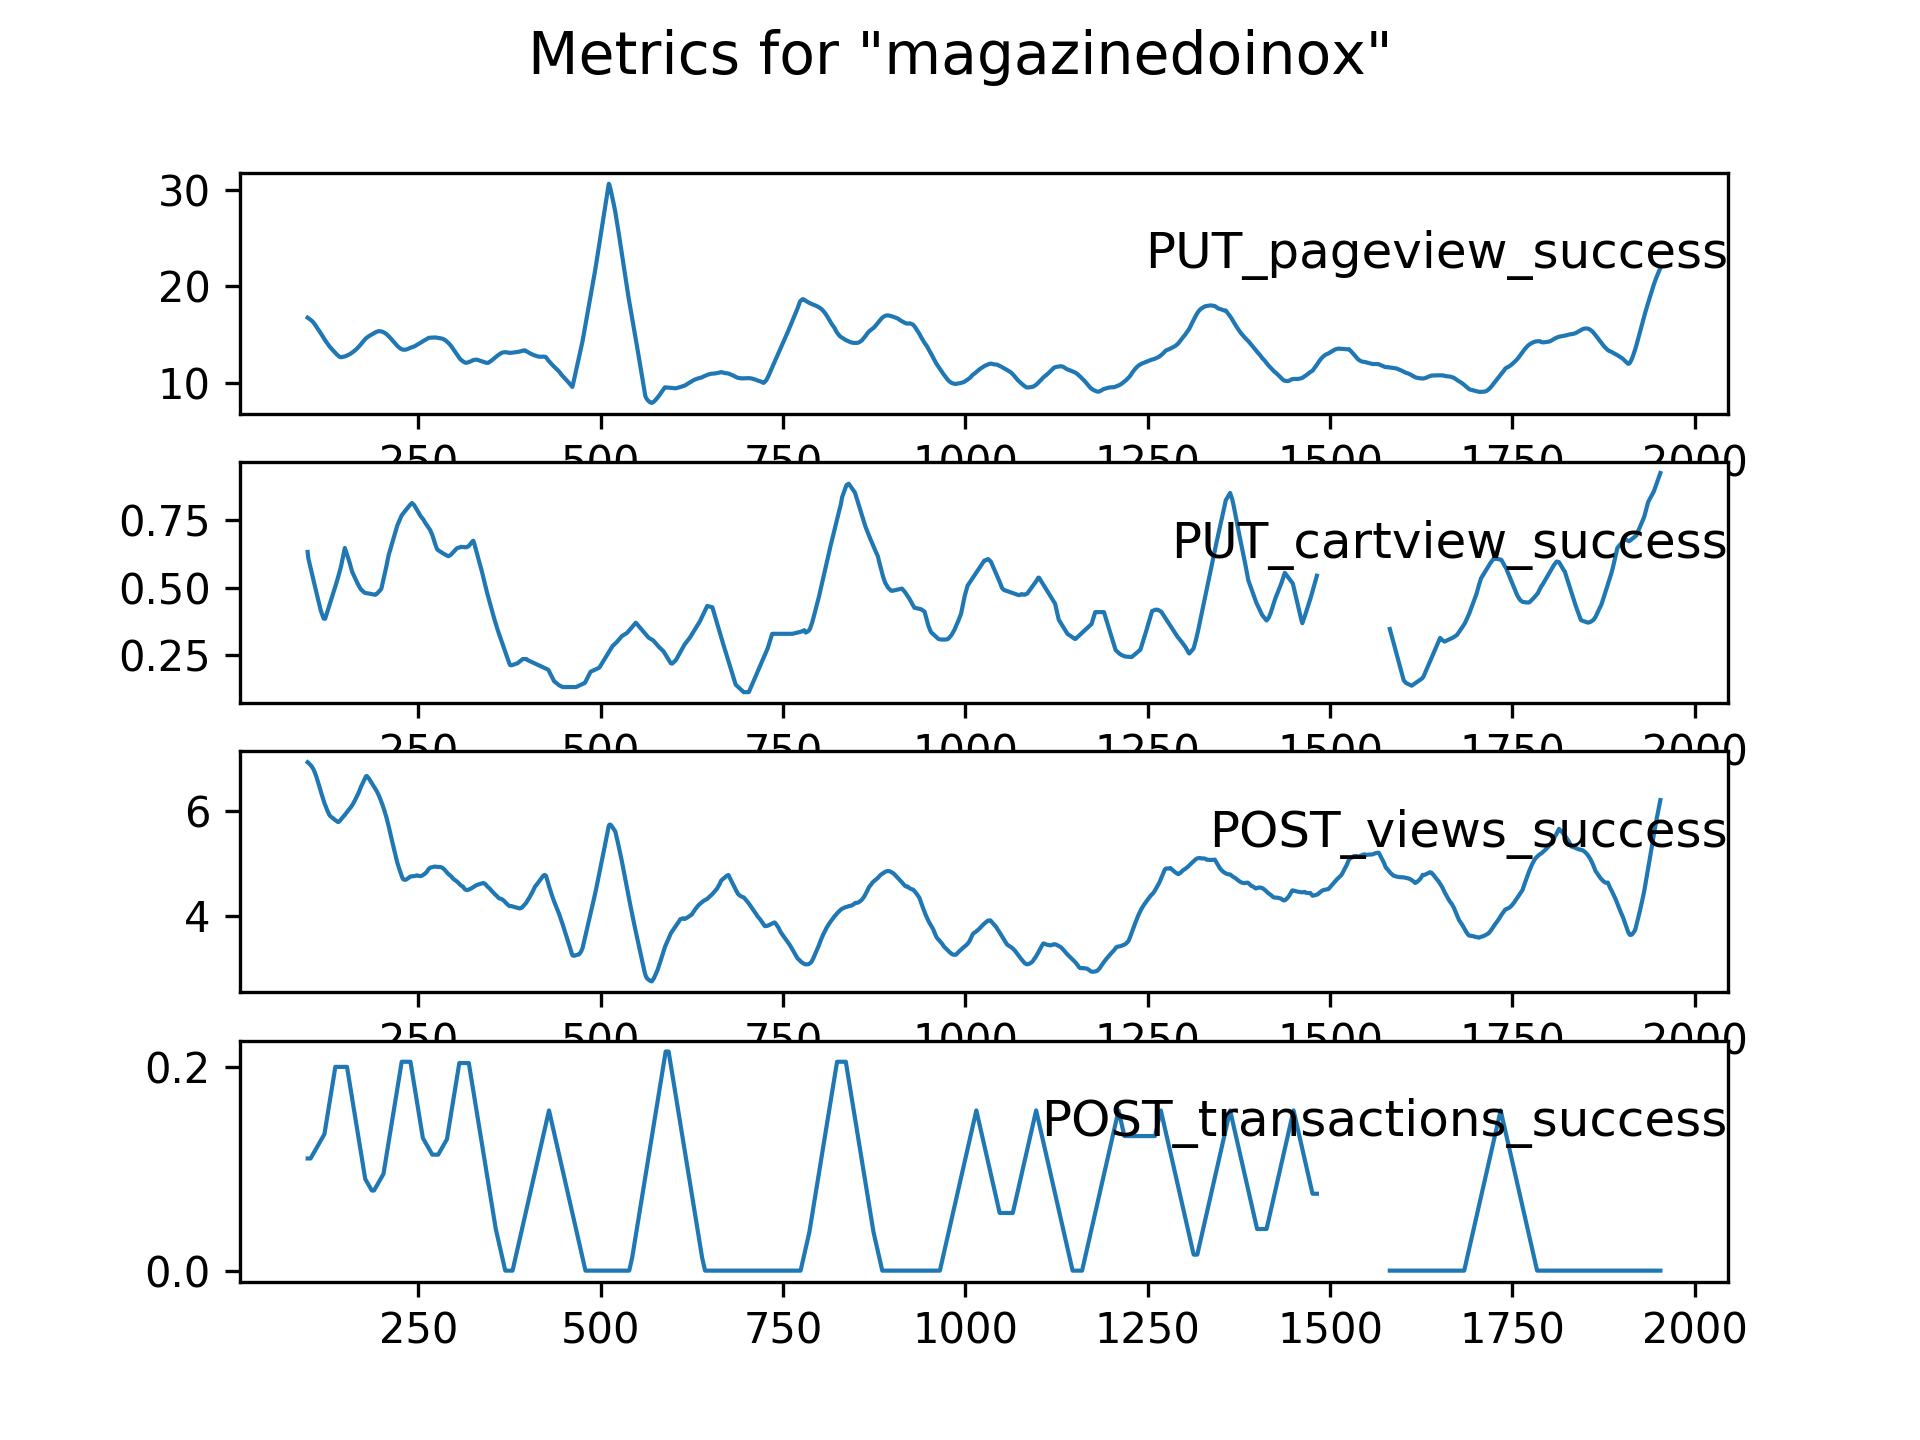 Metrics for "magazinedoinox"
30
20
10
PUT_pageview_success
250 500 750 1000 1250 1500 1750 2000
0.75
0.50
0.25
PUT_cartview_success
250 500 750 1000 1250 1500 1750 2000
6
4
POST_views_success
250 500 750 1000 1250 1500 1750 2000
0.2
0.0
POST_transactions_success
250 500 750 1000 1250 1500 1750 2000